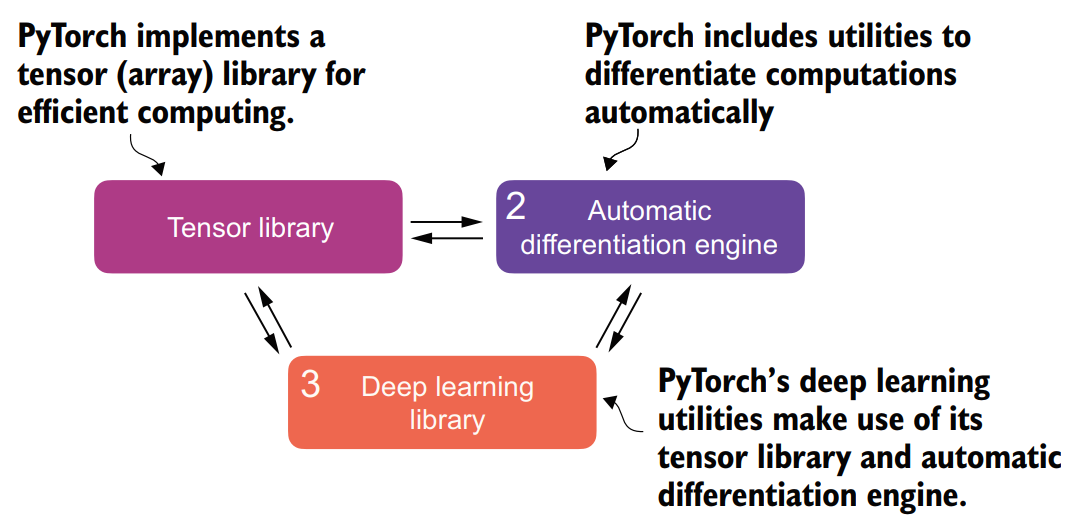 PyTorch implements a
tensor (array) library for
efficient computing.
PyTorch includes utilities to
differentiate computations
automatically
Tensor library
2
Automatic
differentiation engine
3
Deep learning
library
PyTorch’s deep learning
utilities make use of its
tensor library and automatic
differentiation engine.